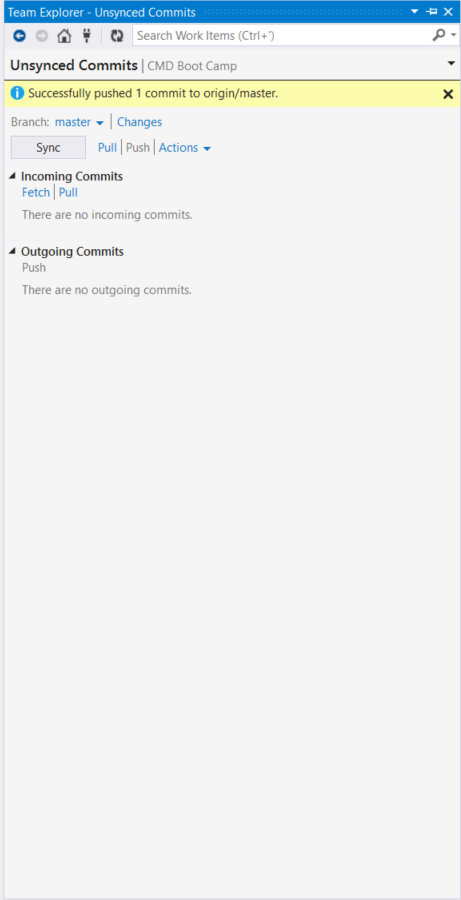 Team Explorer - Unsynced Commits
Search Work Items (Ctrl+')
Unsynced Commits | CMD Boot Camp
Successfully pushed 1 commit to origin/master.
Branch: master | Changes
Sync Pull | Push | Actions
Incoming Commits
Fetch | Pull
There are no incoming commits.
Outgoing Commits
Push
There are no outgoing commits.